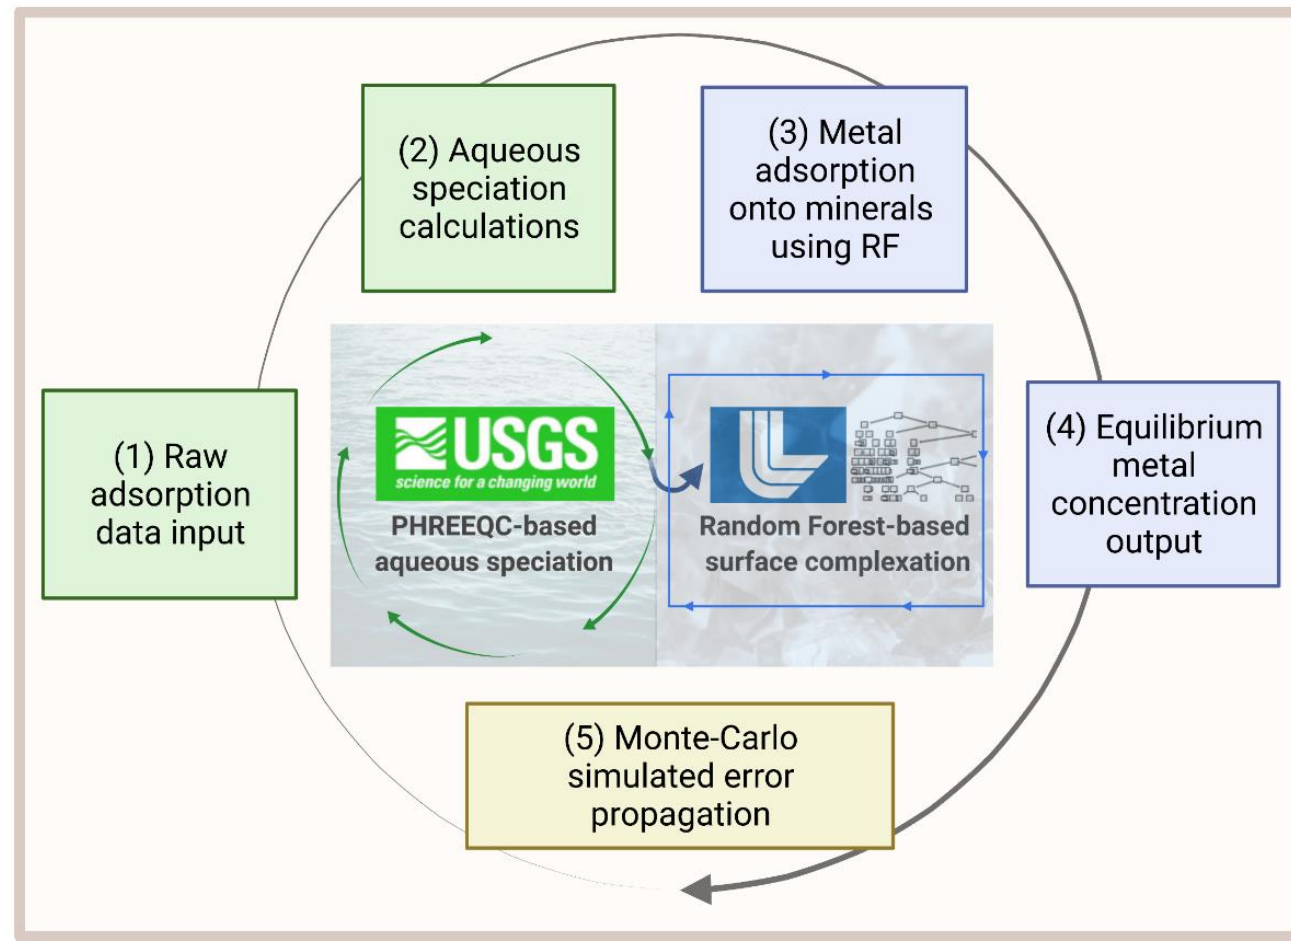 (2) Aqueous
speciation
calculations
(3) Metal
adsorption
onto minerals
using RF
(1) Raw
adsorption
data input
USGS
science for a changing world
PHREEQC-based
aqueous speciation
Random Forest-based
surface complexation
(4) Equilibrium
metal
concentration
output
(5) Monte-Carlo
simulated error
propagation